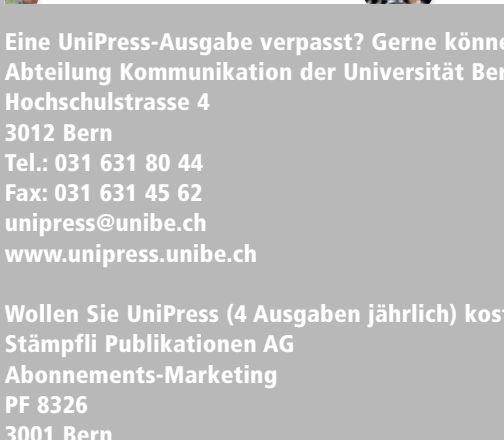 Eine UniPress-Ausgabe verpasst? Gerne könne
Abteilung Kommunikation der Universität Ber
Hochschulstrasse 4
3012 Bern
Tel.: 031 631 80 44
Fax: 031 631 45 62
unipress@unibe.ch
www.unipress.unibe.ch

Wollen Sie UniPress (4 Ausgaben jährlich) kost
Stämpfli Publikationen AG
Abonnements-Marketing
PF 8326
3001 Bern